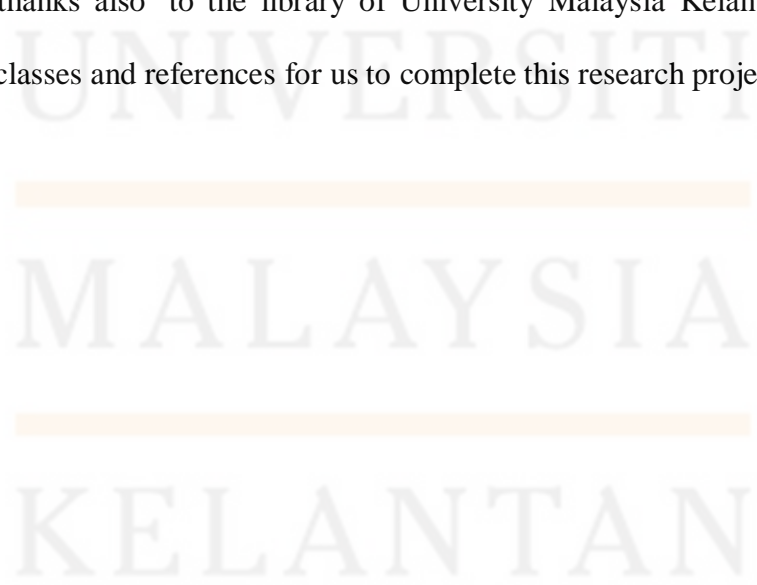 thanks also to the library of University Malaysia Kelan
classes and references for us to complete this research proje
UNIVERSITI
MALAYSIA
KELANTAN